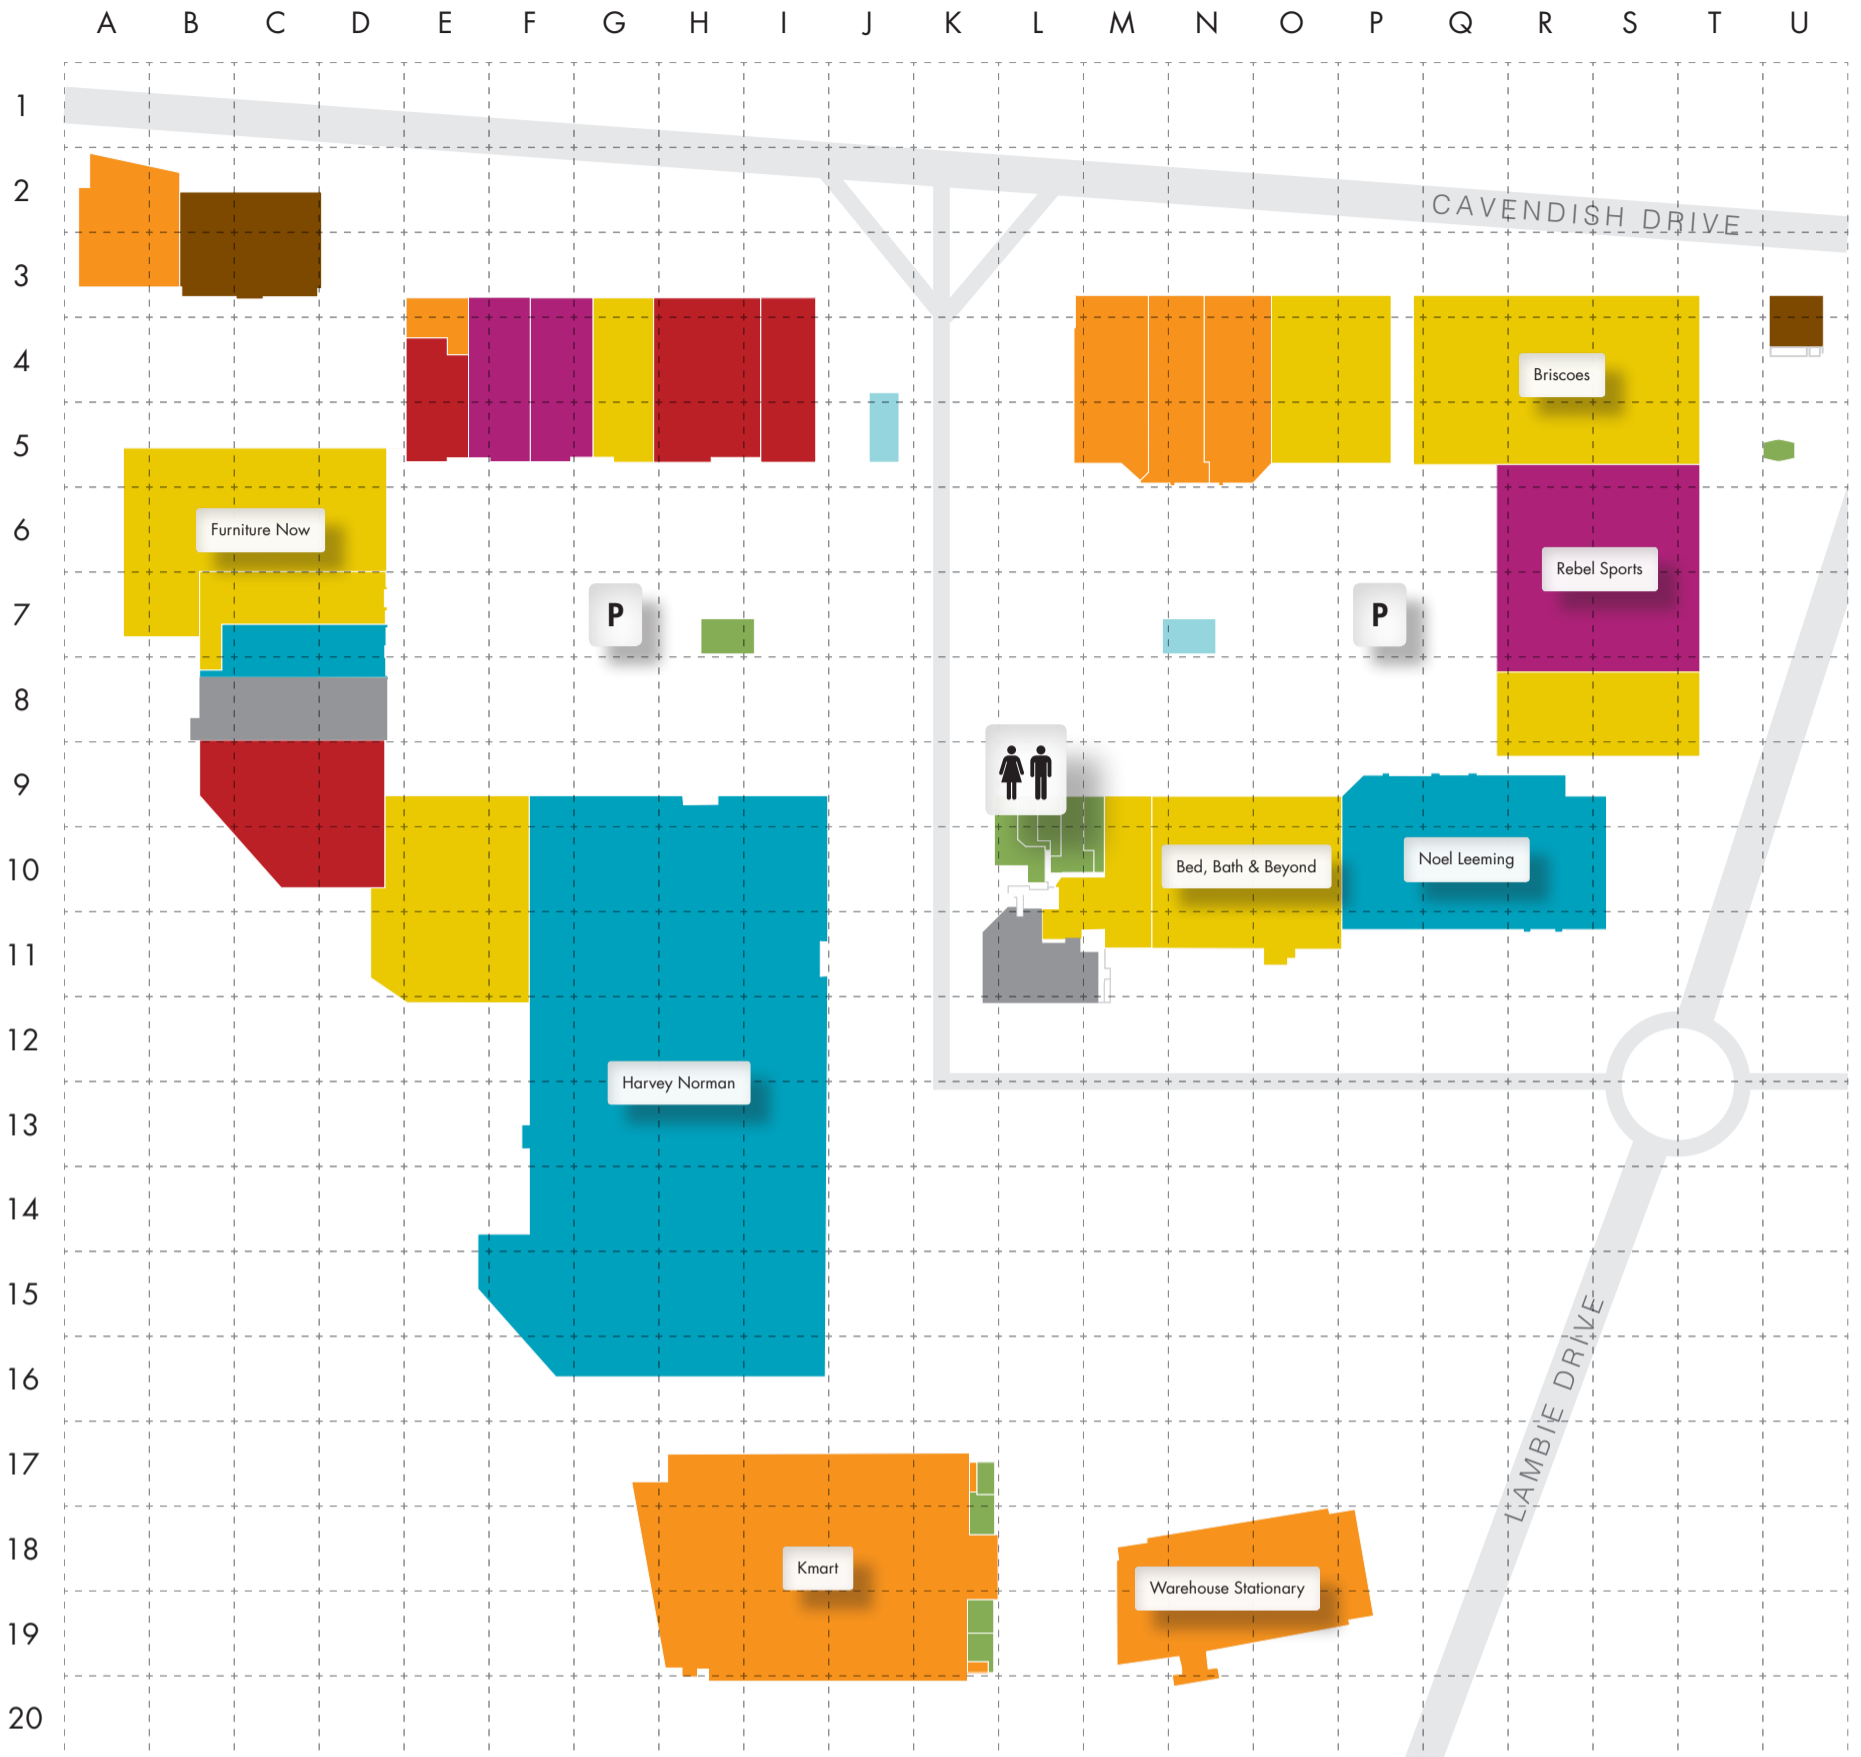 A B C D E F G H I J K L M N O P Q R S T U
1
2
CAVENDISH DRIVE
3
4
Briscoes
5
6
Furniture Now
Rebel Sports
7
P
P
8
9
10
Bed, Bath & Beyond
Noel Leeming
11
12
Harvey Norman
13
14
15
LAMBIE DRIVE
16
17
18
Kmart
Warehouse Stationary
19
20